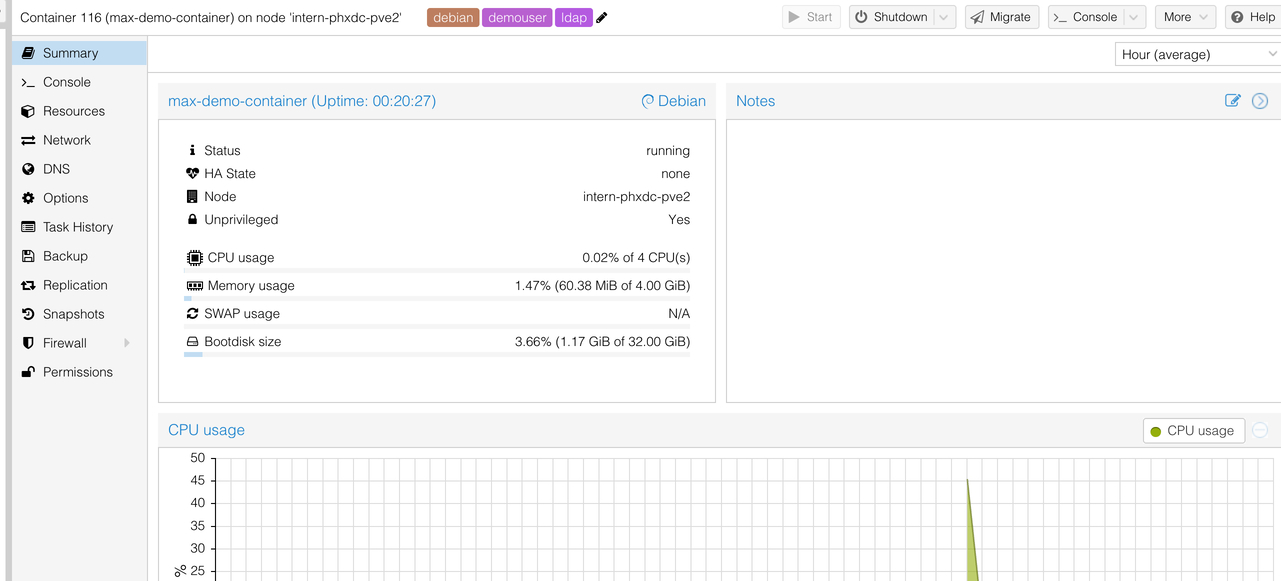 Container 116 (max-demo-container) on node 'intern-phxdc-pve2' debian demouser ldap Start Shutdown Migrate >_ Console More Help
Summary
Hour (average)
>_ Console
Resources
Network
DNS
Options
Task History
Backup
Replication
Snapshots
Firewall
Permissions
max-demo-container (Uptime: 00:20:27) Debian
Status running
HA State none
Node intern-phxdc-pve2
Unprivileged Yes
CPU usage 0.02% of 4 CPU(s)
Memory usage 1.47% (60.38 MiB of 4.00 GiB)
SWAP usage N/A
Bootdisk size 3.66% (1.17 GiB of 32.00 GiB)
Notes
CPU usage
CPU usage
50
45
40
35
30
25
%